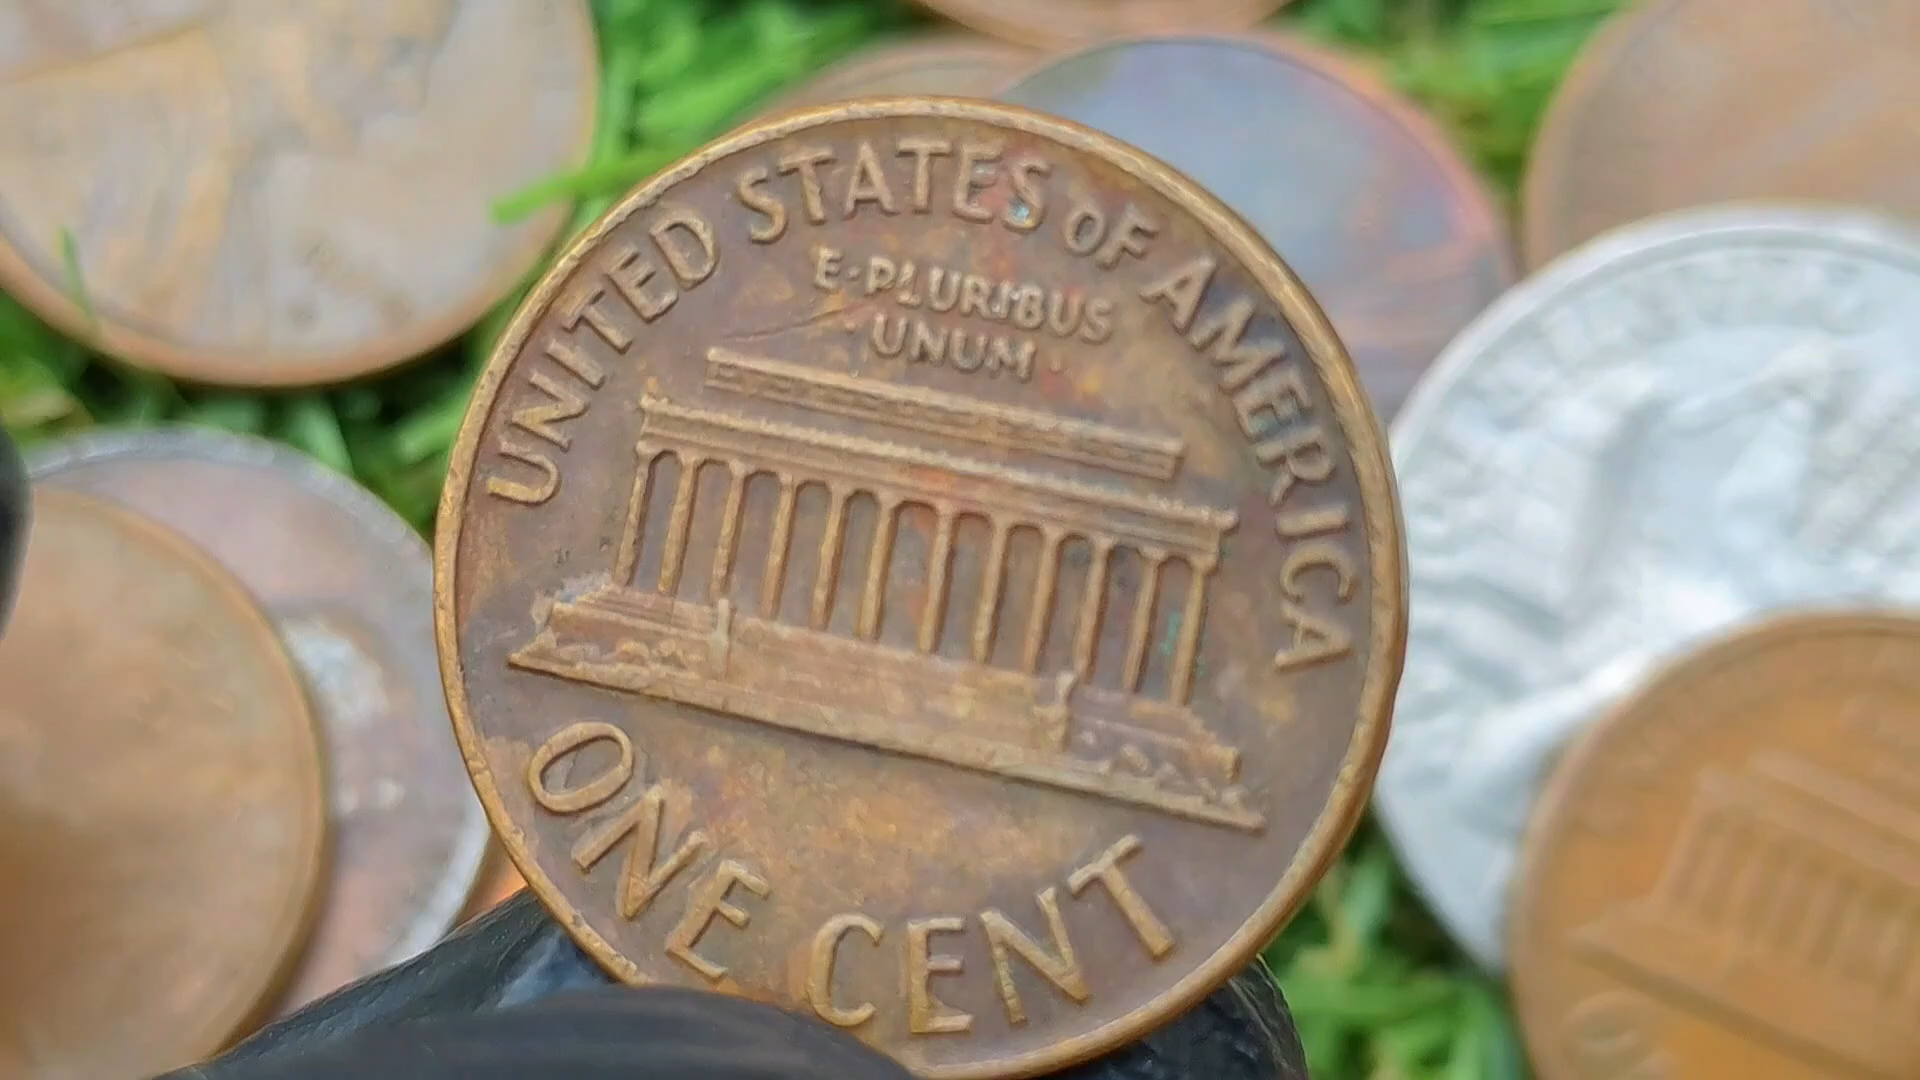 UNITED STATES OF AMERICA
E·PLURIBUS
·UNUM·
ONE CENT